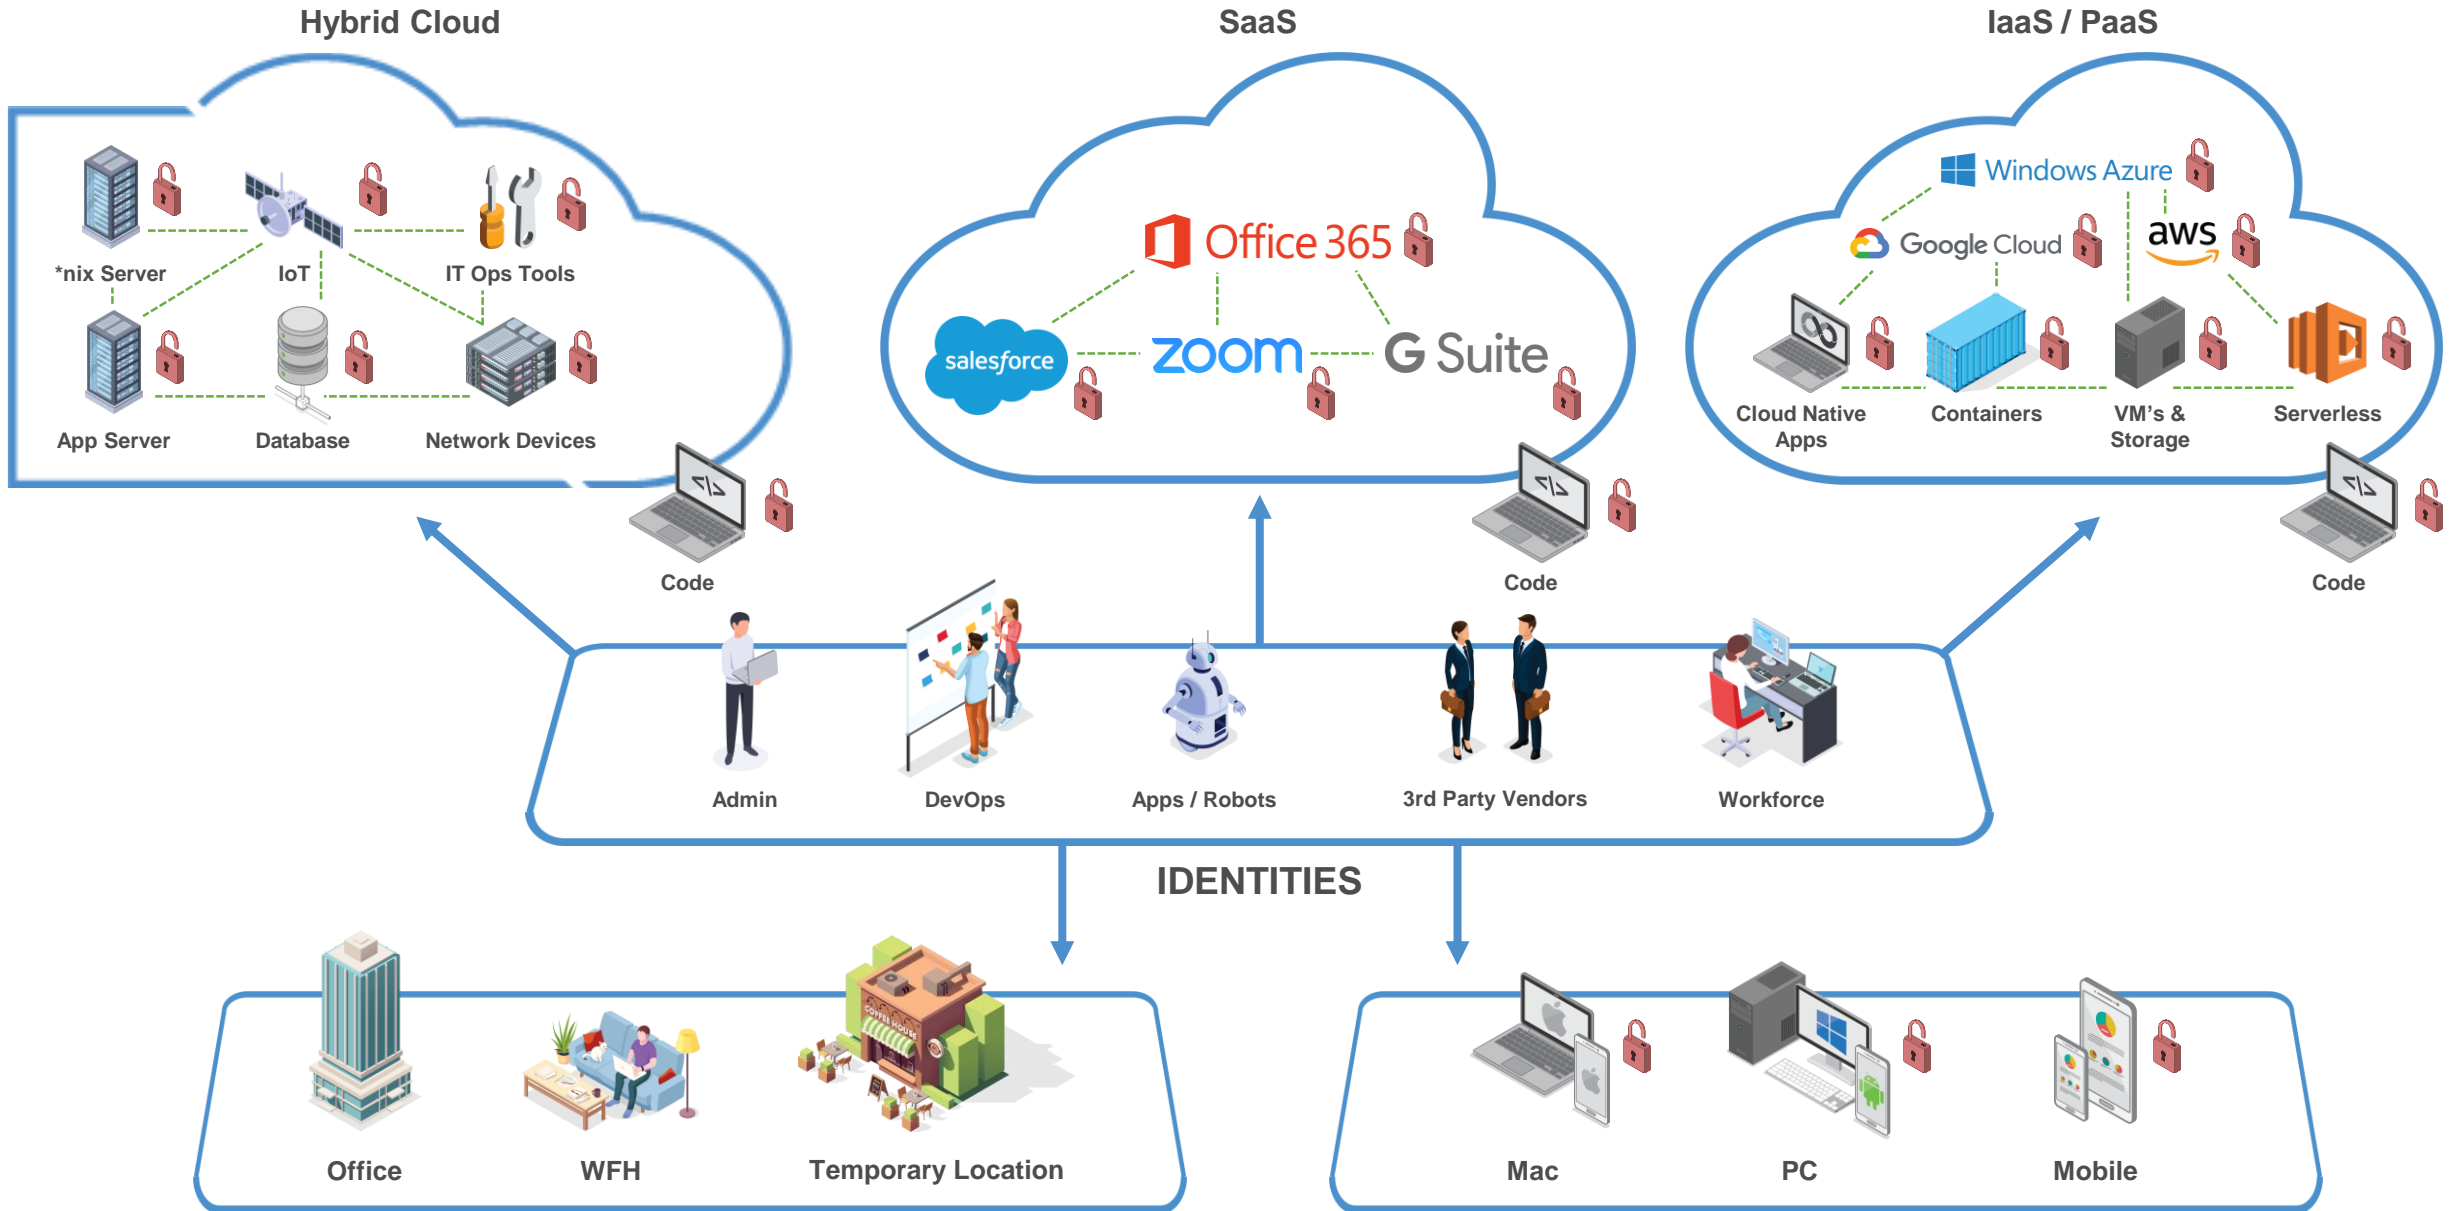 Hybrid Cloud
SaaS
IaaS / PaaS
*nix Server
IoT
IT Ops Tools
App Server
Database
Network Devices
</>
Code
Office 365
salesforce
zoom
G Suite
</>
Code
Windows Azure
Google Cloud
aws
Cloud Native
Apps
Containers
VM's &
Storage
Serverless
</>
Code
Admin
DevOps
Apps / Robots
3rd Party Vendors
Workforce
IDENTITIES
COFFEE HOUSE
Office
WFH
Temporary Location
Mac
PC
Mobile